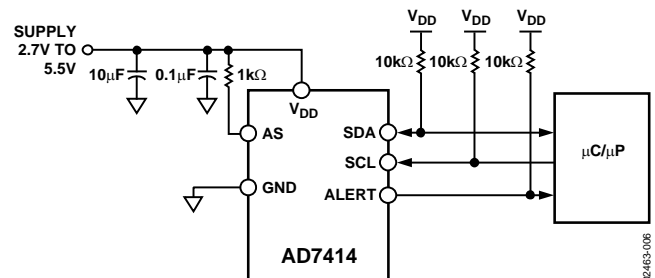 SUPPLY
2.7V TO
5.5V
10μF
0.1μF
1kΩ
VDD
VDD
VDD
10kΩ
10kΩ
10kΩ
VDD
AS
GND
SDA
SCL
ALERT
AD7414
μC/μP
02463-006